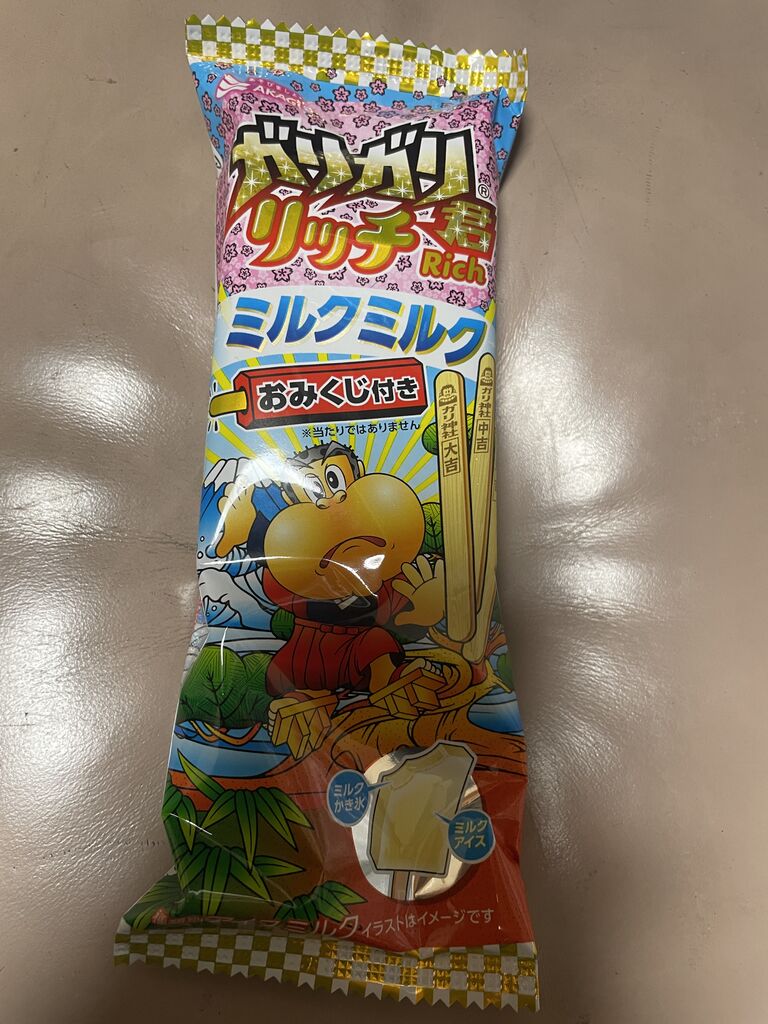 AKAGI
ガリガリ君®
リッチ Rich
ミルクミルク
おみくじ付き
※当たりではありません
ガリ神社 大吉
ガリ神社 中吉
ミルク
かき氷
ミルク
アイス
イラストはイメージです